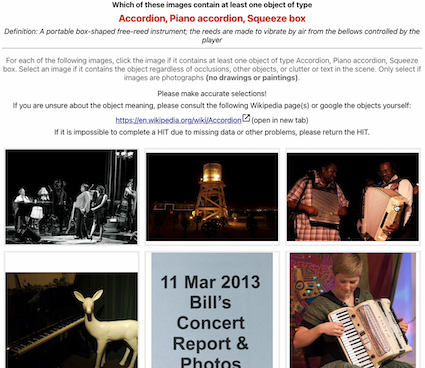 Which of these images contain at least one object of type
Accordion, Piano accordion, Squeeze box
Definition: A portable box-shaped free-reed instrument; the reeds are made to vibrate by air from the bellows controlled by the
player
For each of the following images, click the image if it contains at least one object of type Accordion, Piano accordion, Squeeze
box. Select an image if it contains the object regardless of occlusions, other objects, or clutter or text in the scene. Only select if
images are photographs (no drawings or paintings).
Please make accurate selections!
If you are unsure about the object meaning, please consult the following Wikipedia page(s) or google the objects yourself:
https://en.wikipedia.org/wiki/Accordion (open in new tab)
If it is impossible to complete a HIT due to missing data or other problems, please return the HIT.
11 Mar 2013
Bill's
Concert
Report &
Photos